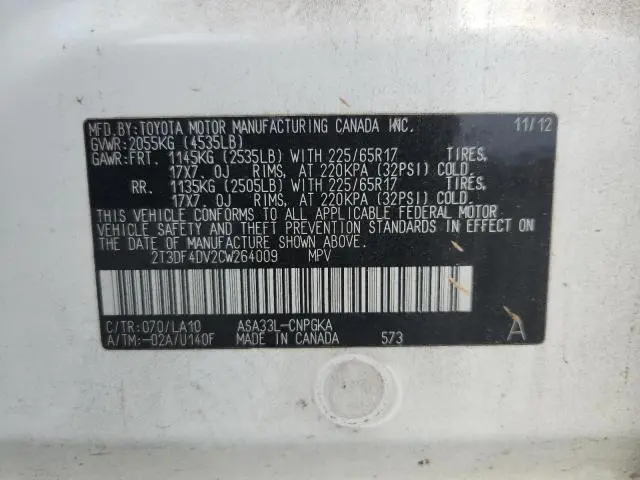 MFD. BY: TOYOTA MOTOR MANUFACTURING CANADA INC. 11/12
GVWR: 2055KG (4535LB)
GAWR: FRT. 1145KG (2535LB) WITH 225/65R17 TIRES,
17X7. 0J RIMS, AT 220KPA (32PSI) COLD.
RR. 1135KG (2505LB) WITH 225/65R17 TIRES,
17X7. 0J RIMS, AT 220KPA (32PSI) COLD.
THIS VEHICLE CONFORMS TO ALL APPLICABLE FEDERAL MOTOR
VEHICLE SAFETY AND THEFT PREVENTION STANDARDS IN EFFECT ON
THE DATE OF MANUFACTURE SHOWN ABOVE.
2T3DF4DV2CW264009 MPV
C/TR: 070/LA10 ASA33L-CNPGKA A
A/TM: -02A/U140F MADE IN CANADA 573